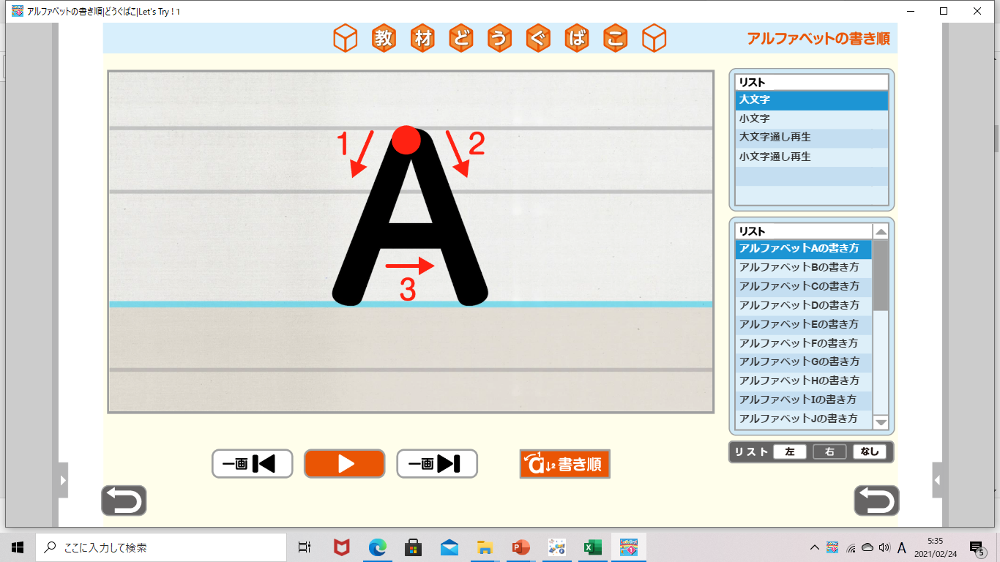 アルファベットの書き順|どうぐばこ|Let's Try ! 1
教材どうぐばこ
アルファベットの書き順
1
2
A
3
リスト
大文字
小文字
大文字通し再生
小文字通し再生
リスト
アルファベットAの書き方
アルファベットBの書き方
アルファベットCの書き方
アルファベットDの書き方
アルファベットEの書き方
アルファベットFの書き方
アルファベットGの書き方
アルファベットHの書き方
アルファベットIの書き方
アルファベットJの書き方
リスト 左 右 なし
一画
一画
a 1 2 書き順
ここに入力して検索
A
5:35
2021/02/24
5